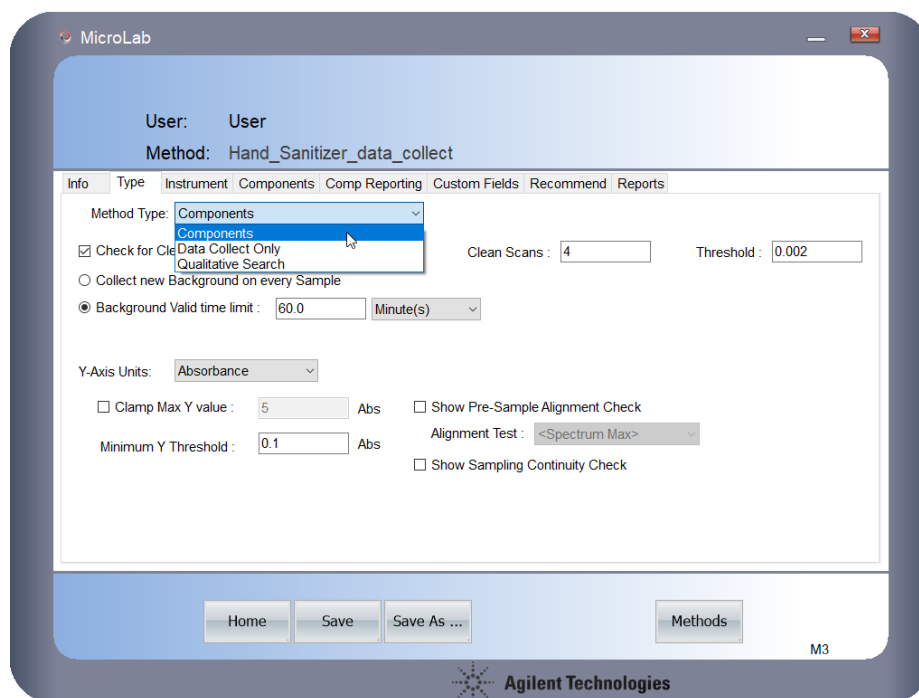 MicroLab
User: User
Method: Hand_Sanitizer_data_collect
Info Type Instrument Components Comp Reporting Custom Fields Recommend Reports
Method Type: Components
Components
Check for Cle
Data Collect Only
Clean Scans : 4
Threshold : 0.002
Qualitative Search
Collect new Background on every Sample
Background Valid time limit : 60.0 Minute(s)
Y-Axis Units: Absorbance
Clamp Max Y value : 5 Abs
Show Pre-Sample Alignment Check
Alignment Test : <Spectrum Max>
Minimum Y Threshold : 0.1 Abs
Show Sampling Continuity Check
Home Save Save As ... Methods
M3
Agilent Technologies